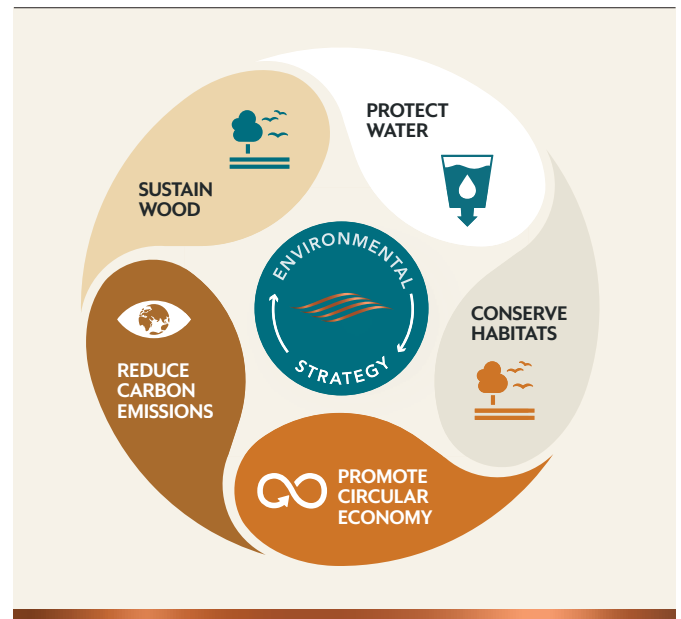 PROTECT
WATER
SUSTAIN
WOOD
ENVIRONMENTAL
STRATEGY
CONSERVE
HABITATS
REDUCE
CARBON
EMISSIONS
PROMOTE
CIRCULAR
ECONOMY